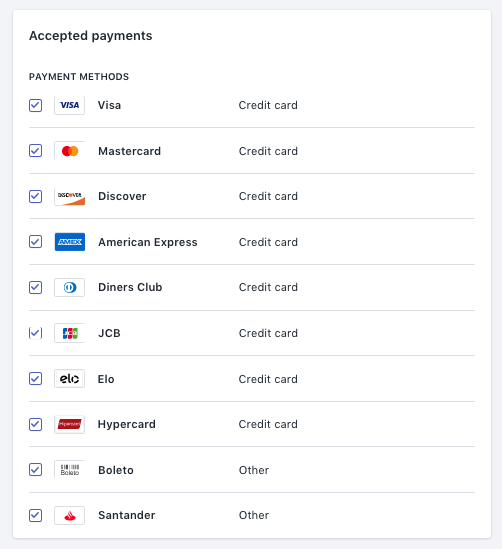 Accepted payments
PAYMENT METHODS
VISA Visa Credit card
Mastercard Credit card
DISCOVER Discover Credit card
AMEX American Express Credit card
Diners Club Credit card
JCB JCB Credit card
elo Elo Credit card
Hipercard Hypercard Credit card
Boleto Boleto Other
Santander Other